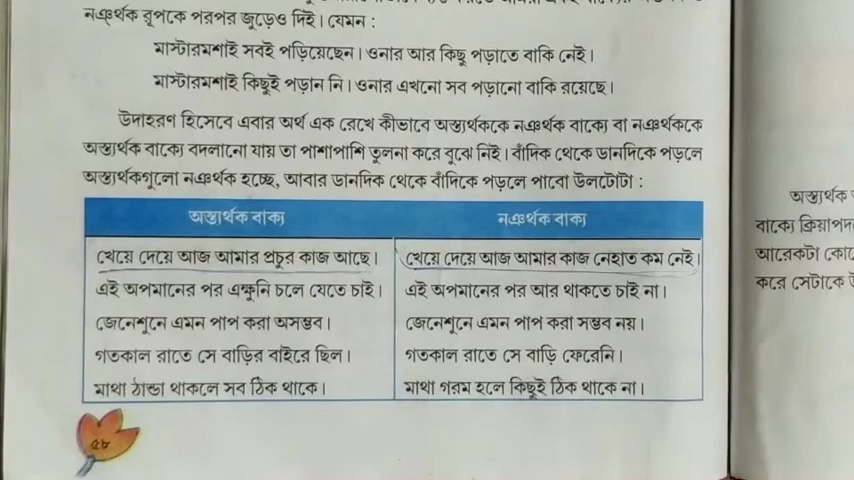 নঞর্থক রূপকে পরপর জুড়েও দিই। যেমন :
মাস্টারমশাই সবই পড়িয়েছেন। ওনার আর কিছু পড়াতে বাকি নেই।
মাস্টারমশাই কিছুই পড়ান নি। ওনার এখনো সব পড়ানো বাকি রয়েছে।
উদাহরণ হিসেবে এবার অর্থ এক রেখে কীভাবে অস্ত্যর্থককে নঞর্থক বাক্যে বা নঞর্থককে
অস্ত্যর্থক বাক্যে বদলানো যায় তা পাশাপাশি তুলনা করে বুঝে নিই। বাঁদিক থেকে ডানদিকে পড়লে
অস্ত্যর্থকগুলো নঞর্থক হচ্ছে, আবার ডানদিক থেকে বাঁদিকে পড়লে পাবো উলটোটা :
অস্ত্যর্থক বাক্য নঞর্থক বাক্য
খেয়ে দেয়ে আজ আমার প্রচুর কাজ আছে। খেয়ে দেয়ে আজ আমার কাজ নেহাত কম নেই।
এই অপমানের পর এক্ষুনি চলে যেতে চাই। এই অপমানের পর আর থাকতে চাই না।
জেনেশুনে এমন পাপ করা অসম্ভব। জেনেশুনে এমন পাপ করা সম্ভব নয়।
গতকাল রাতে সে বাড়ির বাইরে ছিল। গতকাল রাতে সে বাড়ি ফেরেনি।
মাথা ঠান্ডা থাকলে সব ঠিক থাকে। মাথা গরম হলে কিছুই ঠিক থাকে না।
৫৮
অস্ত্যর্থক
বাক্যে ক্রিয়াপদ
আরেকটা
করে সেটাকে